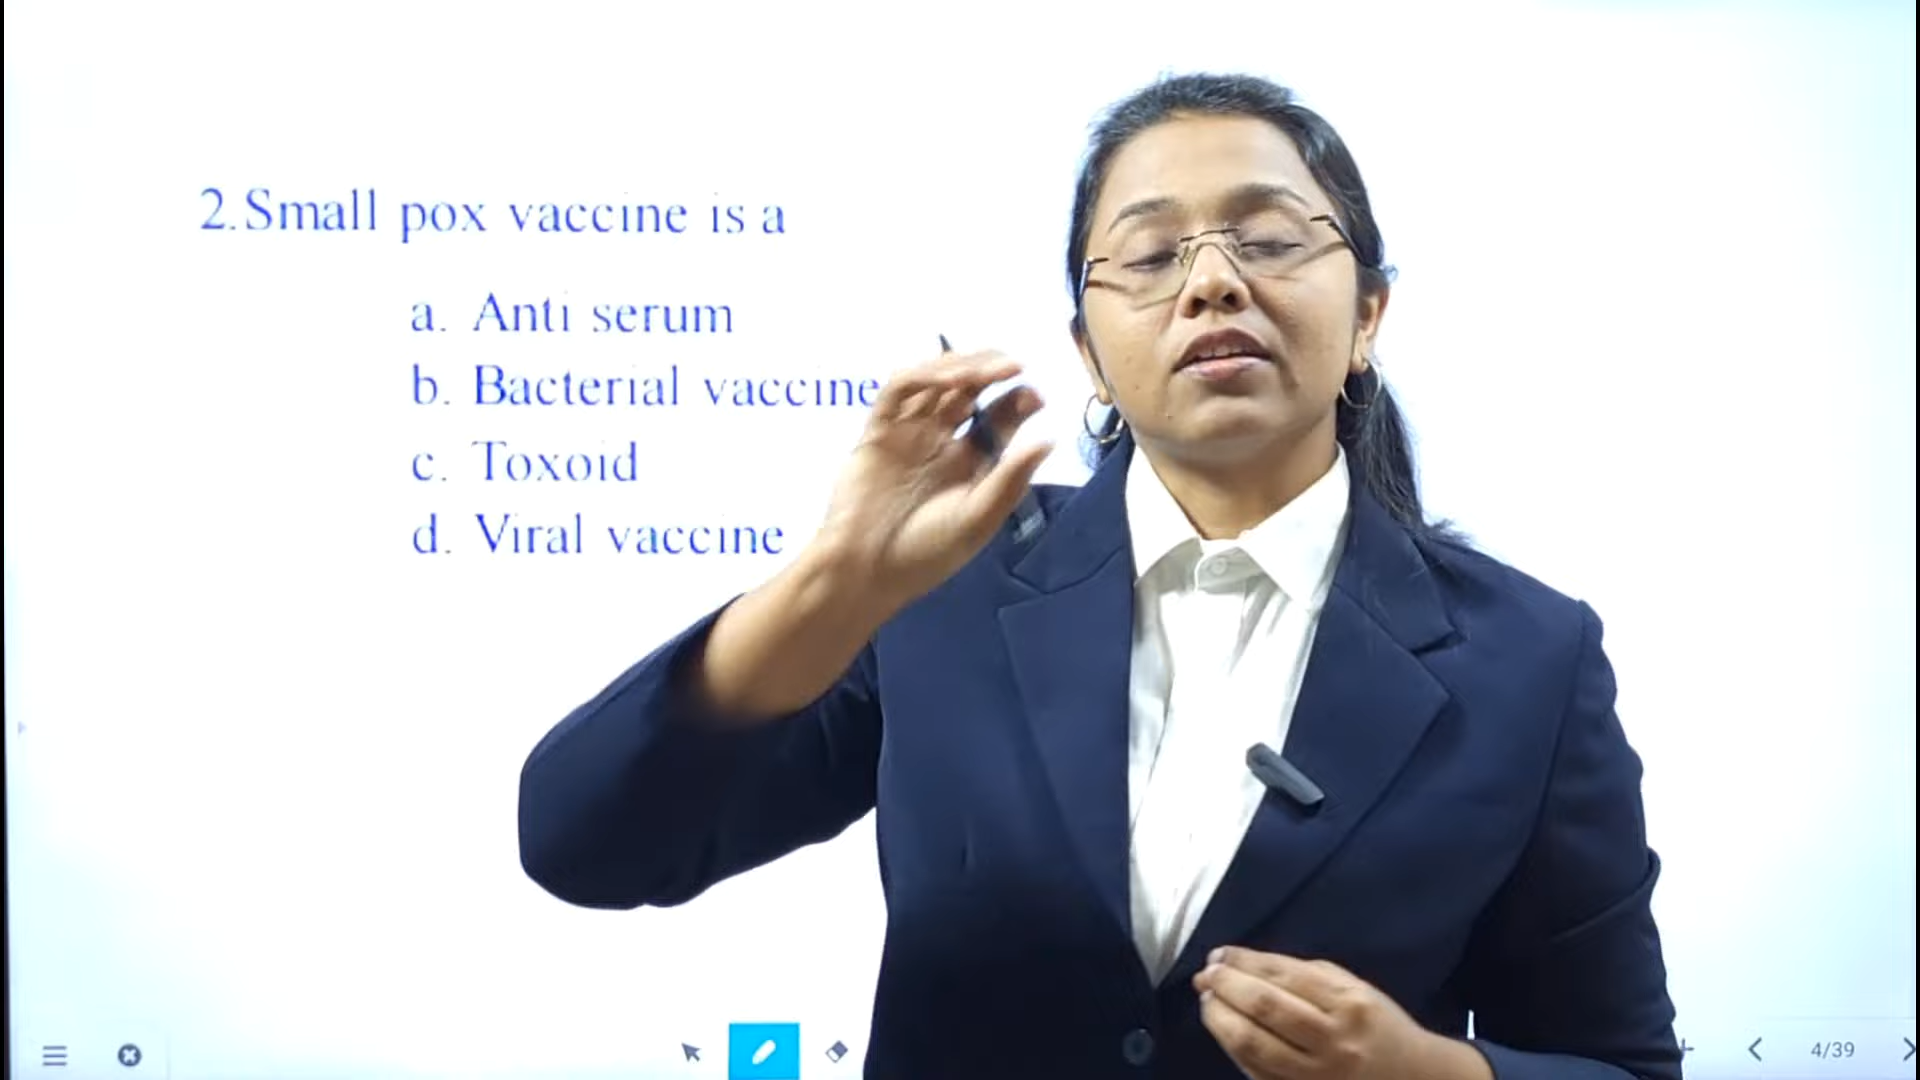 2.Small pox vaccine is a
a. Anti serum
b. Bacterial vaccine
c. Toxoid
d. Viral vaccine
4/39